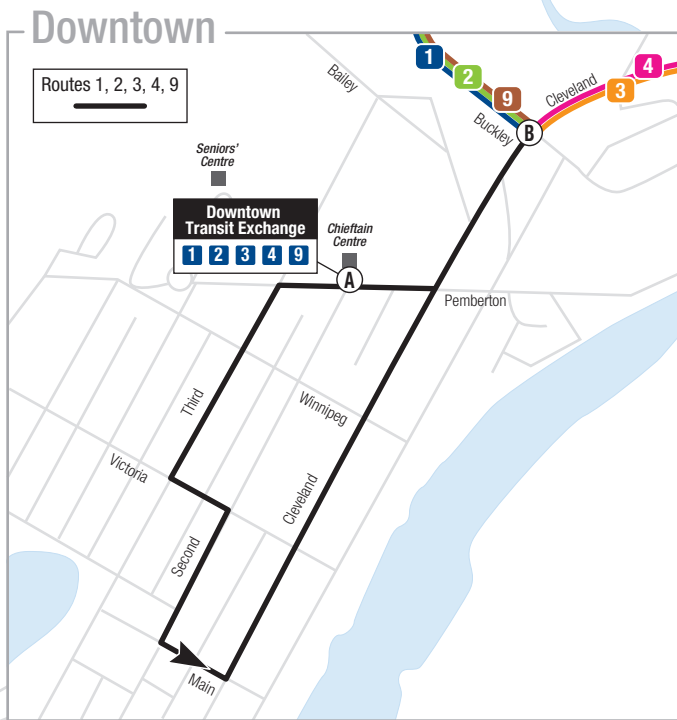 Downtown
Routes 1, 2, 3, 4, 9
Bailey
1
2
9
Buckley
B
Cleveland
4
3
Seniors'
Centre
Downtown
Transit Exchange
1 2 3 4 9
Chieftain
Centre
A
Pemberton
Third
Winnipeg
Victoria
Cleveland
Second
Main